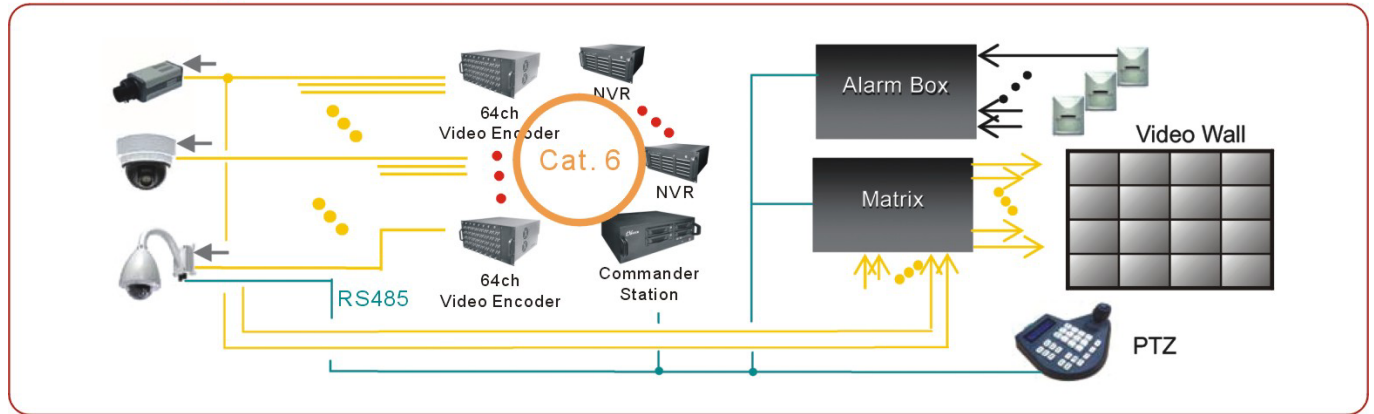 64ch
Video Encoder
NVR
Cat. 6
NVR
64ch
Video Encoder
Commander
Station
RS485
Alarm Box
Matrix
Video Wall
PTZ